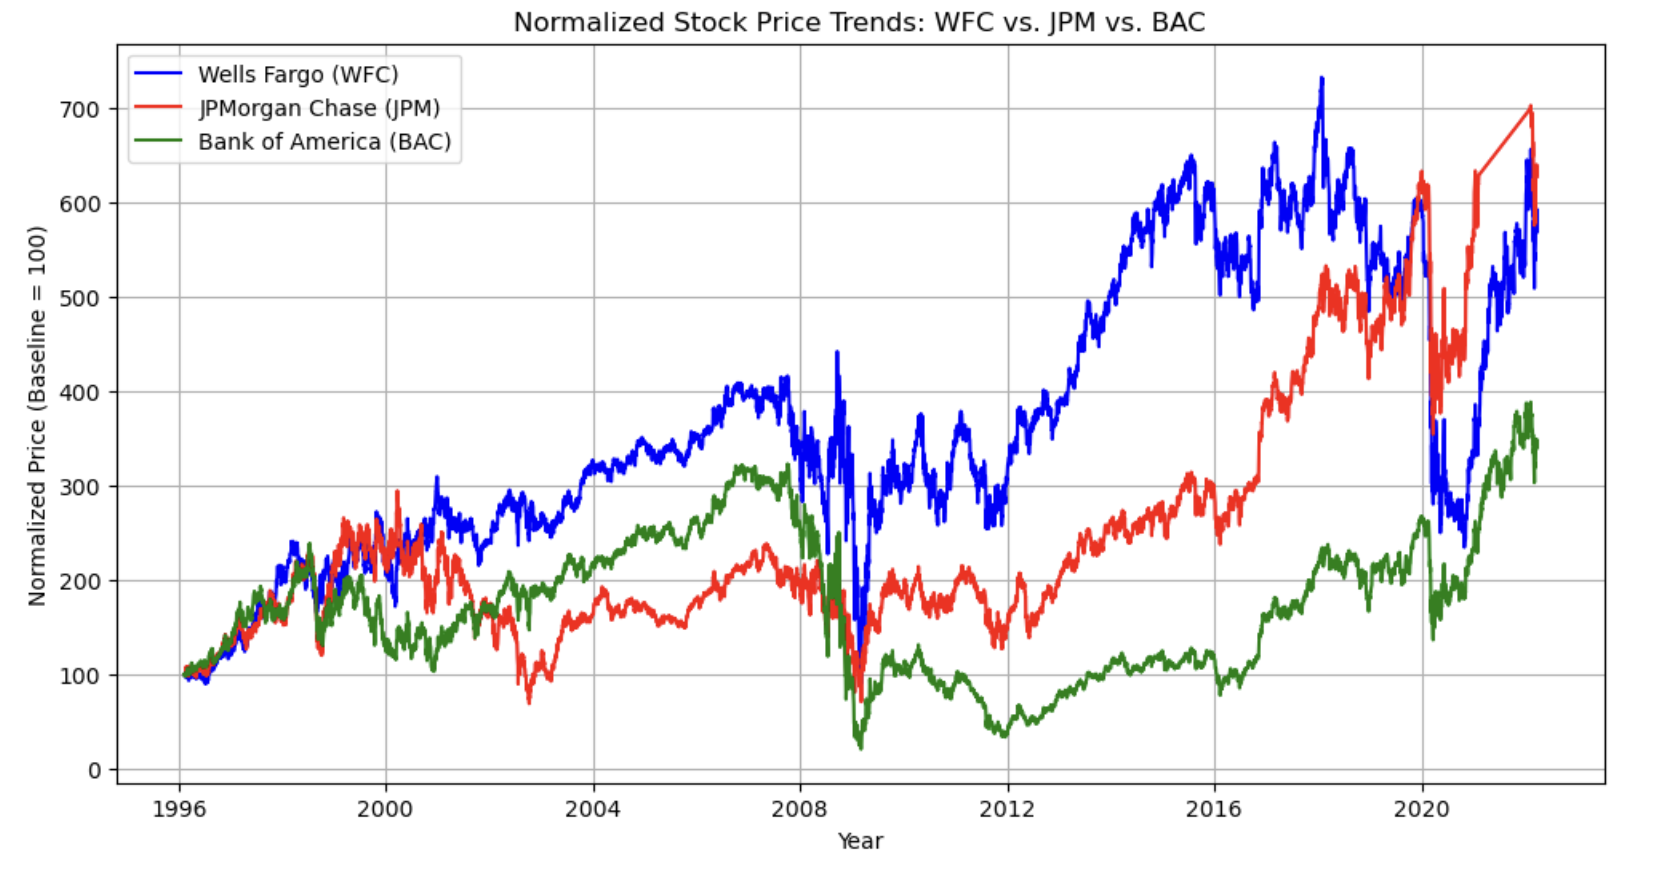 Normalized Stock Price Trends: WFC vs. JPM vs. BAC
Wells Fargo (WFC)
JPMorgan Chase (JPM)
Bank of America (BAC)
Normalized Price (Baseline = 100)
700
600
500
400
300
200
100
0
1996 2000 2004 2008 2012 2016 2020
Year